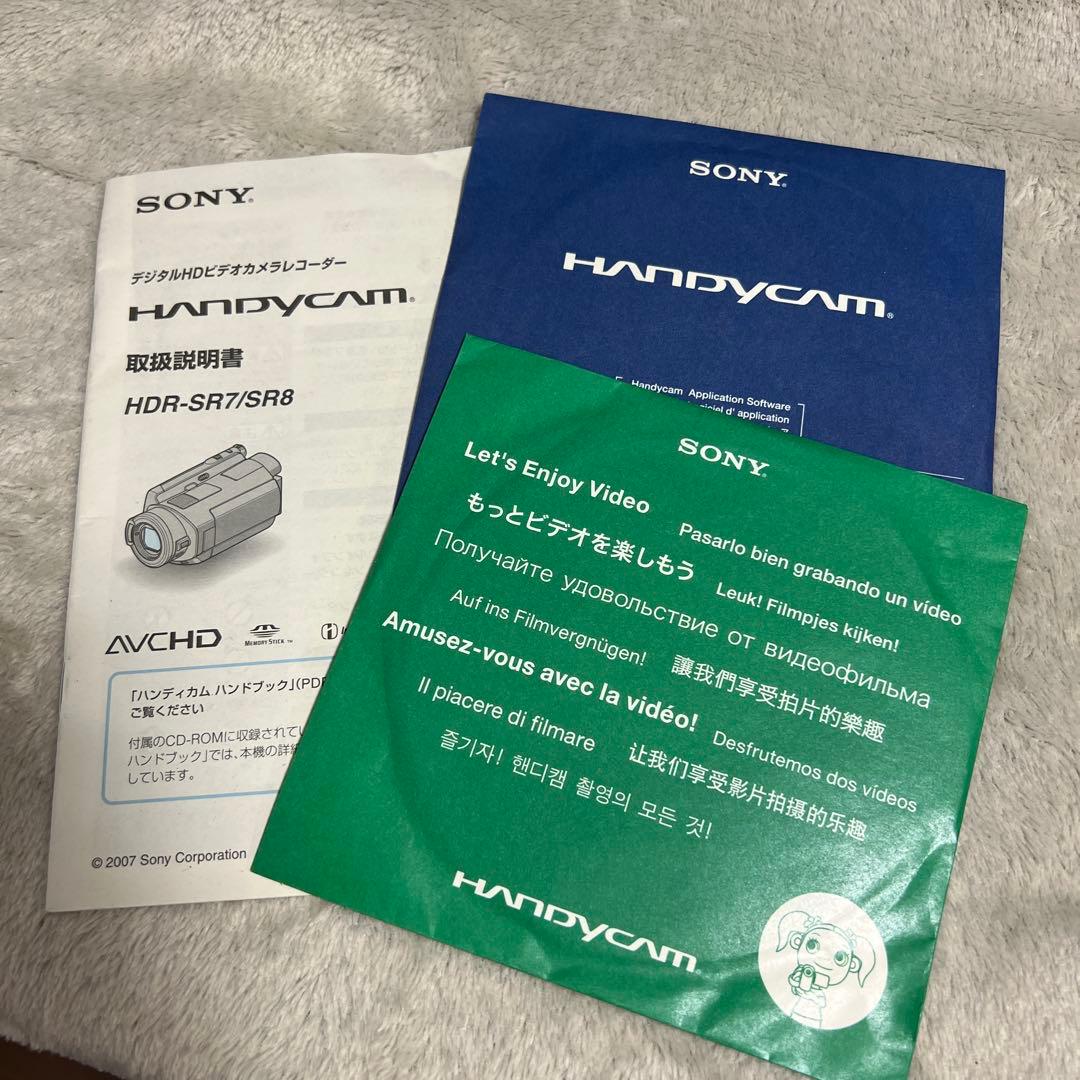 SONY®
デジタルHDビデオカメラレコーダー
HANDYCAM®
取扱説明書
HDR-SR7/SR8
AVCHD
MEMORY STICK ™
「ハンディカム ハンドブック」(PDF
ご覧ください
付属のCD-ROMに収録されてい
ハンドブック」では、本機の詳細
しています。
© 2007 Sony Corporation
SONY®
HANDYCAM®
Handycam Application Software
d' application
SONY®
Let's Enjoy Video
Pasarlo bien grabando un vídeo
もっとビデオを楽しもう
Leuk! Filmpjes kijken!
Получайте удовольствие от видеофильма
Auf ins Filmvergnügen!
讓我們享受拍片的樂趣
Amusez-vous avec la vidéo!
Desfrutemos dos vídeos
Il piacere di filmare
让我们享受影片拍摄的乐趣
즐기자! 핸디캠 촬영의 모든 것!
HANDYCAM®